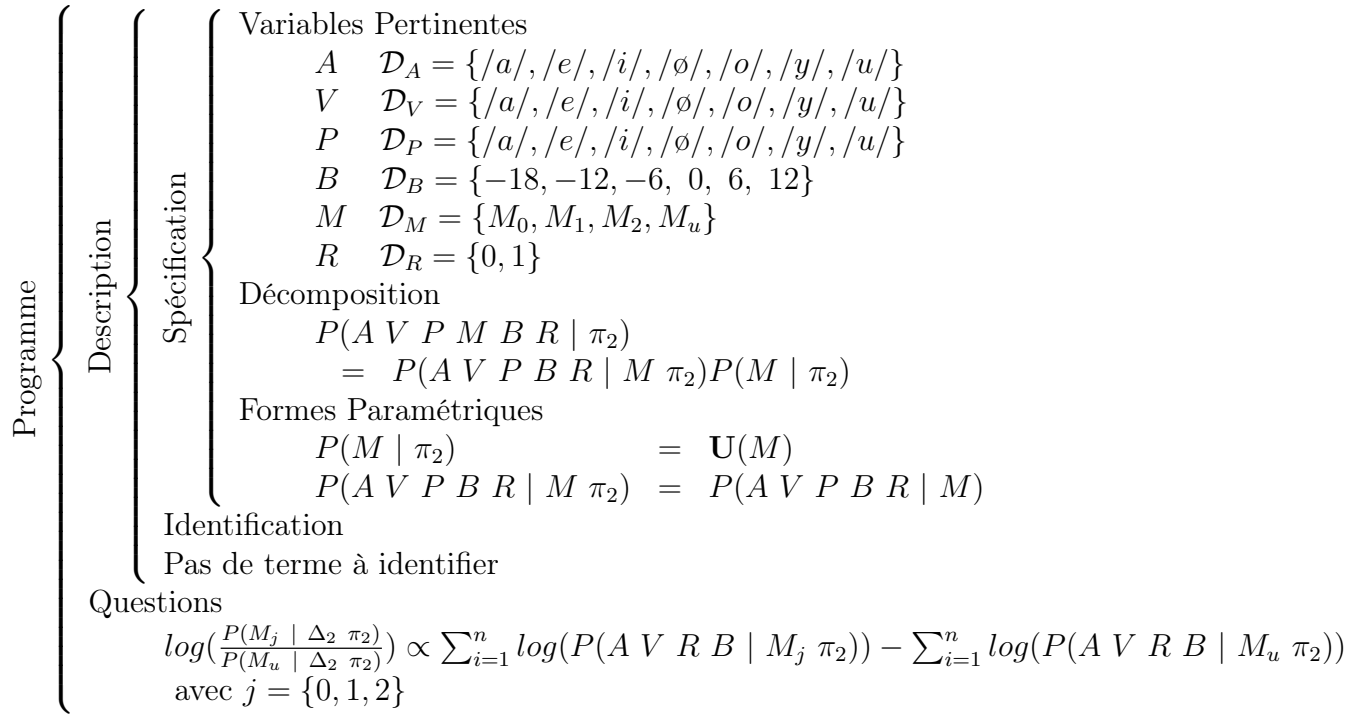 Programme
Description
Spécification
Variables Pertinentes
A 𝒟_A = {/a/, /e/, /i/, /ø/, /o/, /y/, /u/}
V 𝒟_V = {/a/, /e/, /i/, /ø/, /o/, /y/, /u/}
P 𝒟_P = {/a/, /e/, /i/, /ø/, /o/, /y/, /u/}
B 𝒟_B = {−18, −12, −6, 0, 6, 12}
M 𝒟_M = {M_0, M_1, M_2, M_u}
R 𝒟_R = {0, 1}
Décomposition
P(A V P M B R | π_2)
= P(A V P B R | M π_2)P(M | π_2)
Formes Paramétriques
P(M | π_2) = U(M)
P(A V P B R | M π_2) = P(A V P B R | M)
Identification
Pas de terme à identifier
Questions
log(P(M_j | Δ_2 π_2)/P(M_u | Δ_2 π_2)) ∝ ∑_{i=1}^{n} log(P(A V R B | M_j π_2)) − ∑_{i=1}^{n} log(P(A V R B | M_u π_2))
avec j = {0, 1, 2}